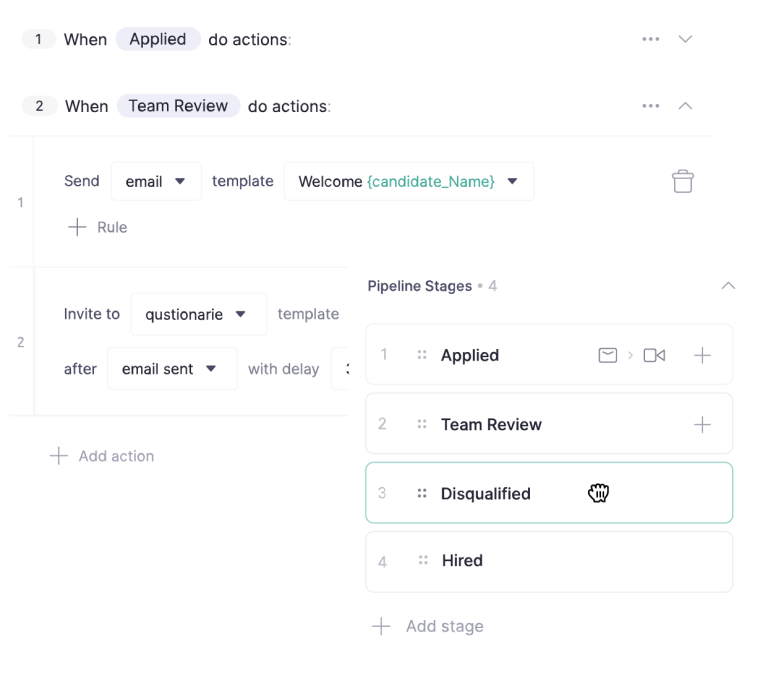 1 When Applied do actions:
2 When Team Review do actions:
1
Send email template Welcome {candidate_Name}
Rule
2
Invite to qustionarie template
after email sent with delay
Add action
Pipeline Stages • 4
1 Applied
2 Team Review
3 Disqualified
4 Hired
Add stage